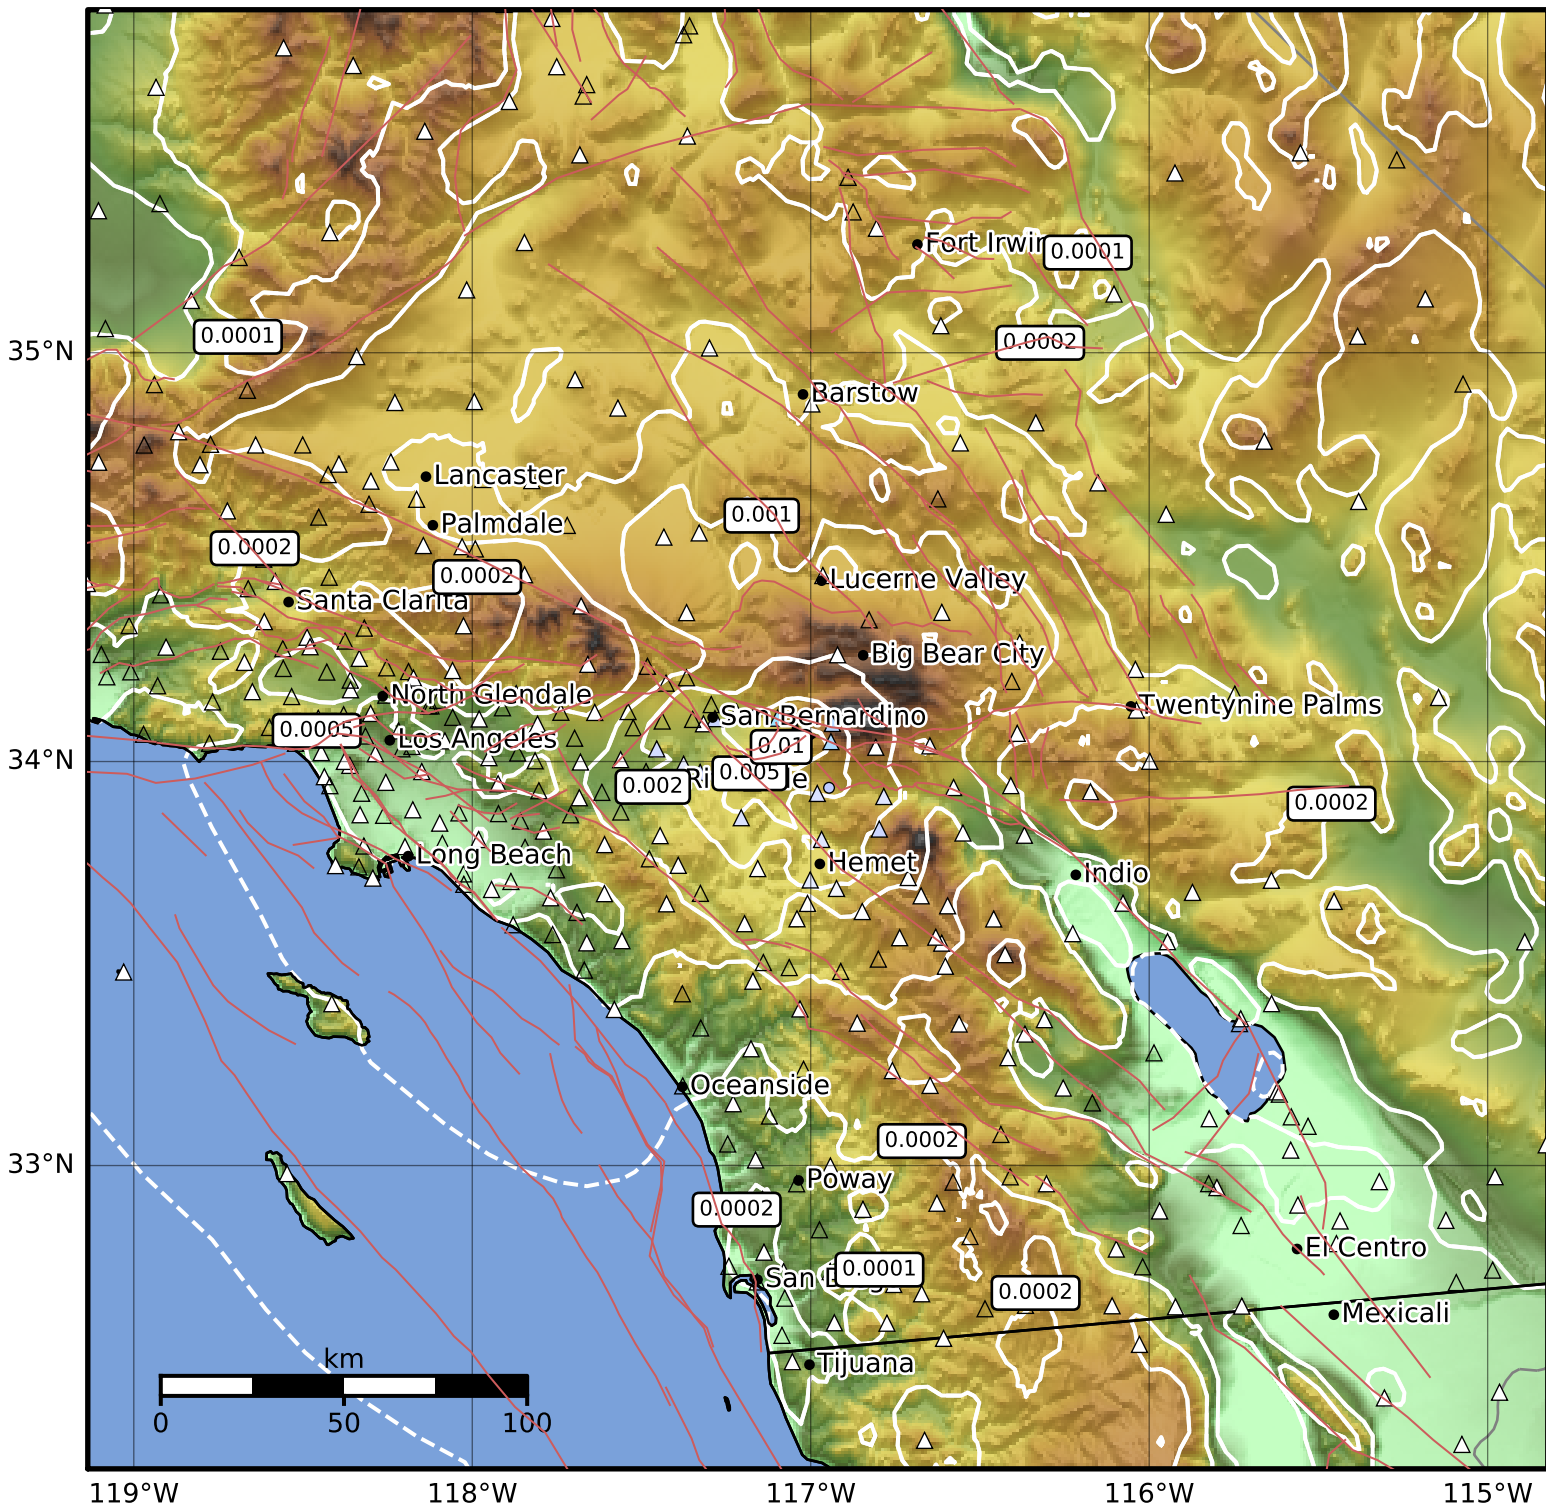 Fort Irwin
0.0001
0.0001
35°N
0.0002
Barstow
Lancaster
0.001
Palmdale
0.0002
0.0002
Lucerne Valley
Santa Clarita
Big Bear City
North Glendale
Twentynine Palms
San Bernardino
0.0005
Los Angeles
0.01
34°N
0.005
0.002
0.0002
Long Beach
Hemet
Indio
Oceanside
0.0002
33°N
Poway
0.0002
El Centro
0.0001
San
0.0002
Mexicali
km
Tijuana
0 50 100
119°W 118°W 117°W 116°W 115°W